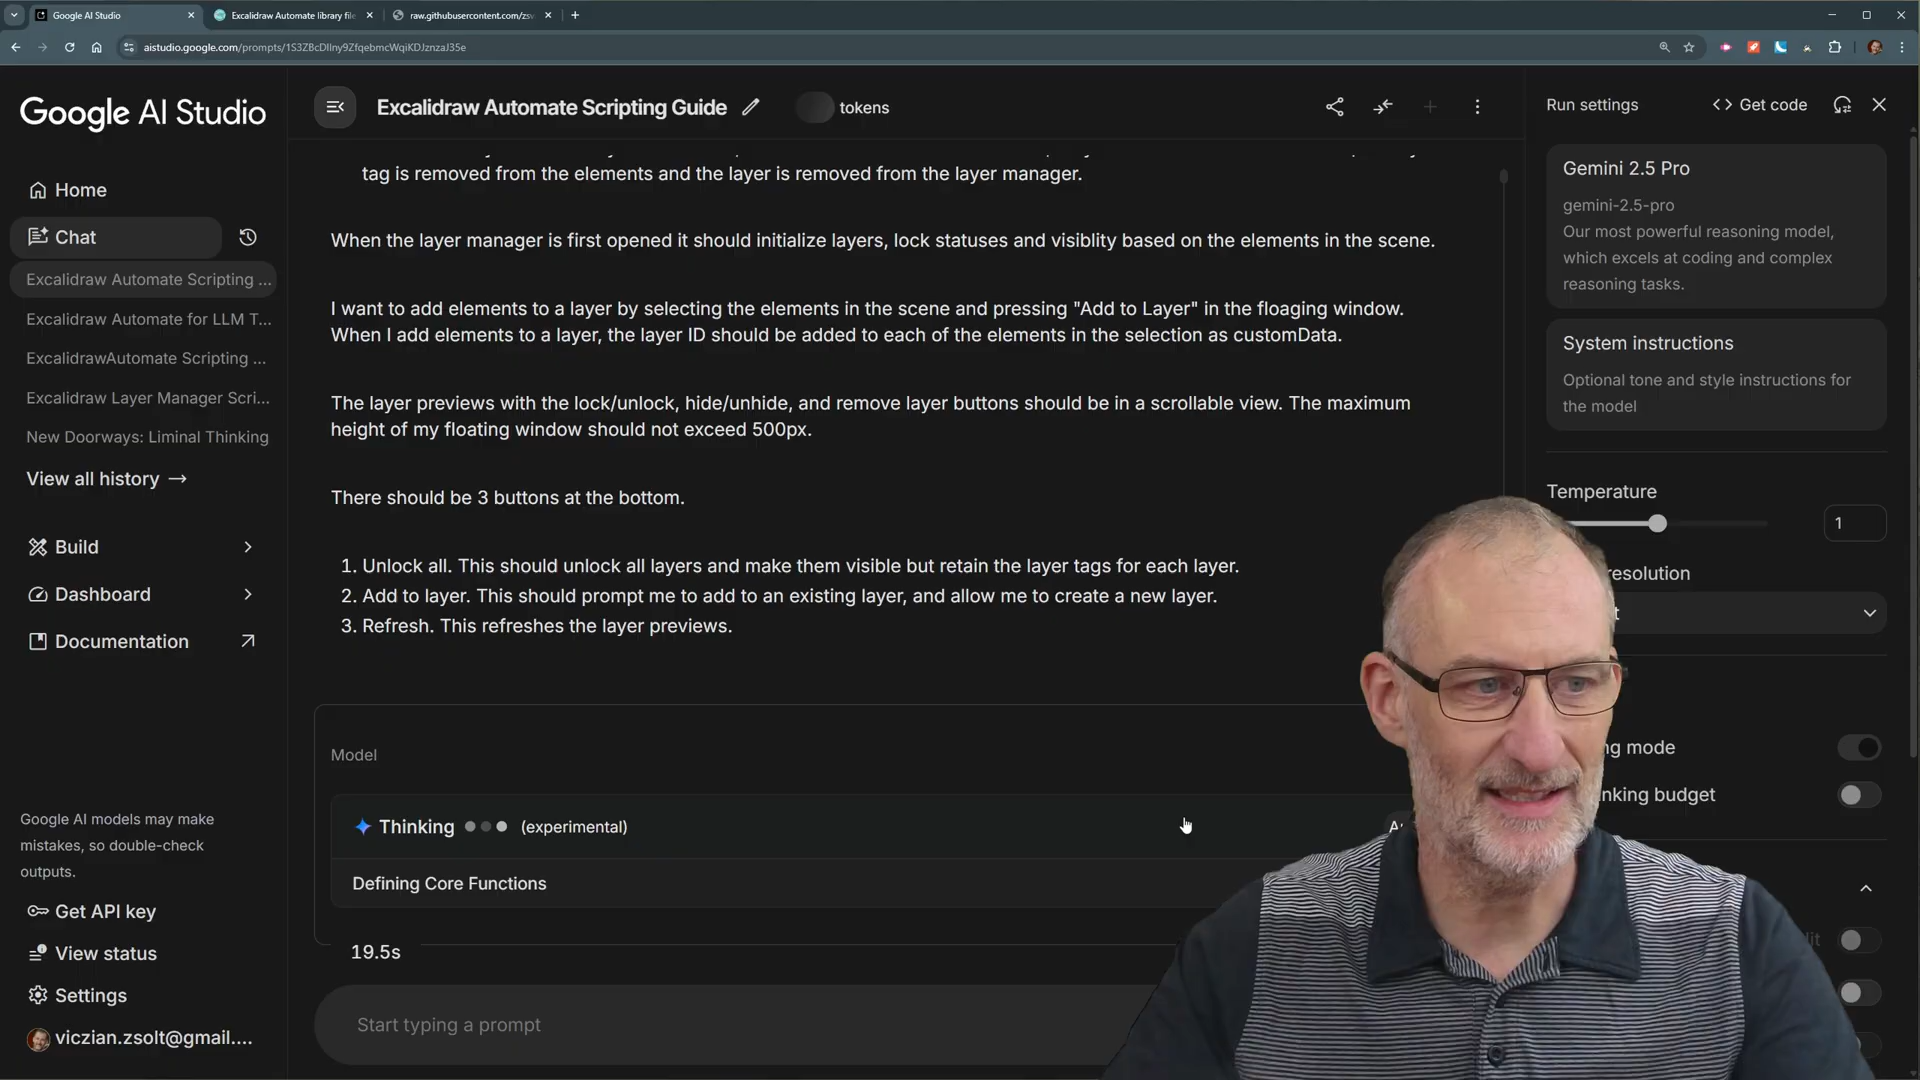 Google AI Studio
Excalidraw Automate library file
raw.githubusercontent.com/zsv
aistudio.google.com/prompts/1S3ZBcDIlny9ZfqebmcWqiKDJznzaJ35e
Google AI Studio
Home
Chat
Excalidraw Automate Scripting ...
Excalidraw Automate for LLM T...
ExcalidrawAutomate Scripting ...
Excalidraw Layer Manager Scri...
New Doorways: Liminal Thinking
View all history
Build
Dashboard
Documentation
Google AI models may make
mistakes, so double-check
outputs.
Get API key
View status
Settings
viczian.zsolt@gmail....
Excalidraw Automate Scripting Guide
tokens
tag is removed from the elements and the layer is removed from the layer manager.
When the layer manager is first opened it should initialize layers, lock statuses and visiblity based on the elements in the scene.
I want to add elements to a layer by selecting the elements in the scene and pressing "Add to Layer" in the floaging window.
When I add elements to a layer, the layer ID should be added to each of the elements in the selection as customData.
The layer previews with the lock/unlock, hide/unhide, and remove layer buttons should be in a scrollable view. The maximum
height of my floating window should not exceed 500px.
There should be 3 buttons at the bottom.
1. Unlock all. This should unlock all layers and make them visible but retain the layer tags for each layer.
2. Add to layer. This should prompt me to add to an existing layer, and allow me to create a new layer.
3. Refresh. This refreshes the layer previews.
Model
Thinking (experimental)
Defining Core Functions
19.5s
Start typing a prompt
Run settings
Get code
Gemini 2.5 Pro
gemini-2.5-pro
Our most powerful reasoning model,
which excels at coding and complex
reasoning tasks.
System instructions
Optional tone and style instructions for
the model
Temperature
1
resolution
mode
budget